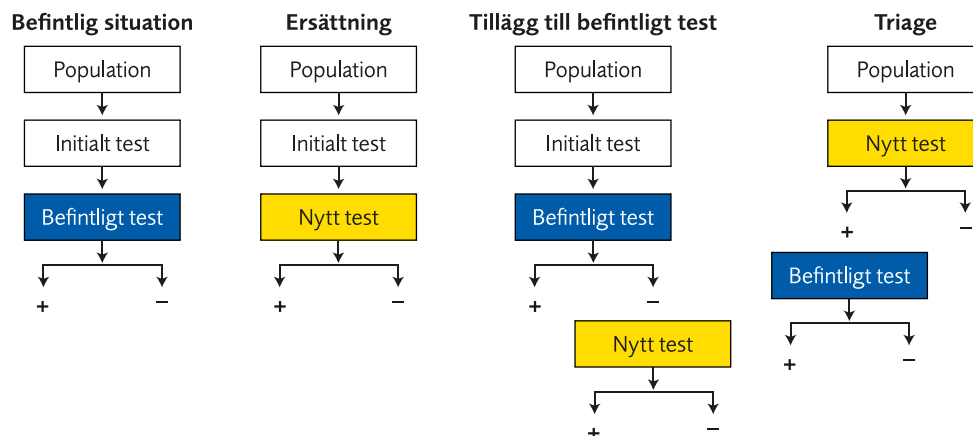 Befintlig situation
Population
Initialt test
Befintligt test
+ −
Ersättning
Population
Initialt test
Nytt test
+ −
Tillägg till befintligt test
Population
Initialt test
Befintligt test
+ −
Nytt test
+ −
Triage
Population
Nytt test
+ −
Befintligt test
+ −